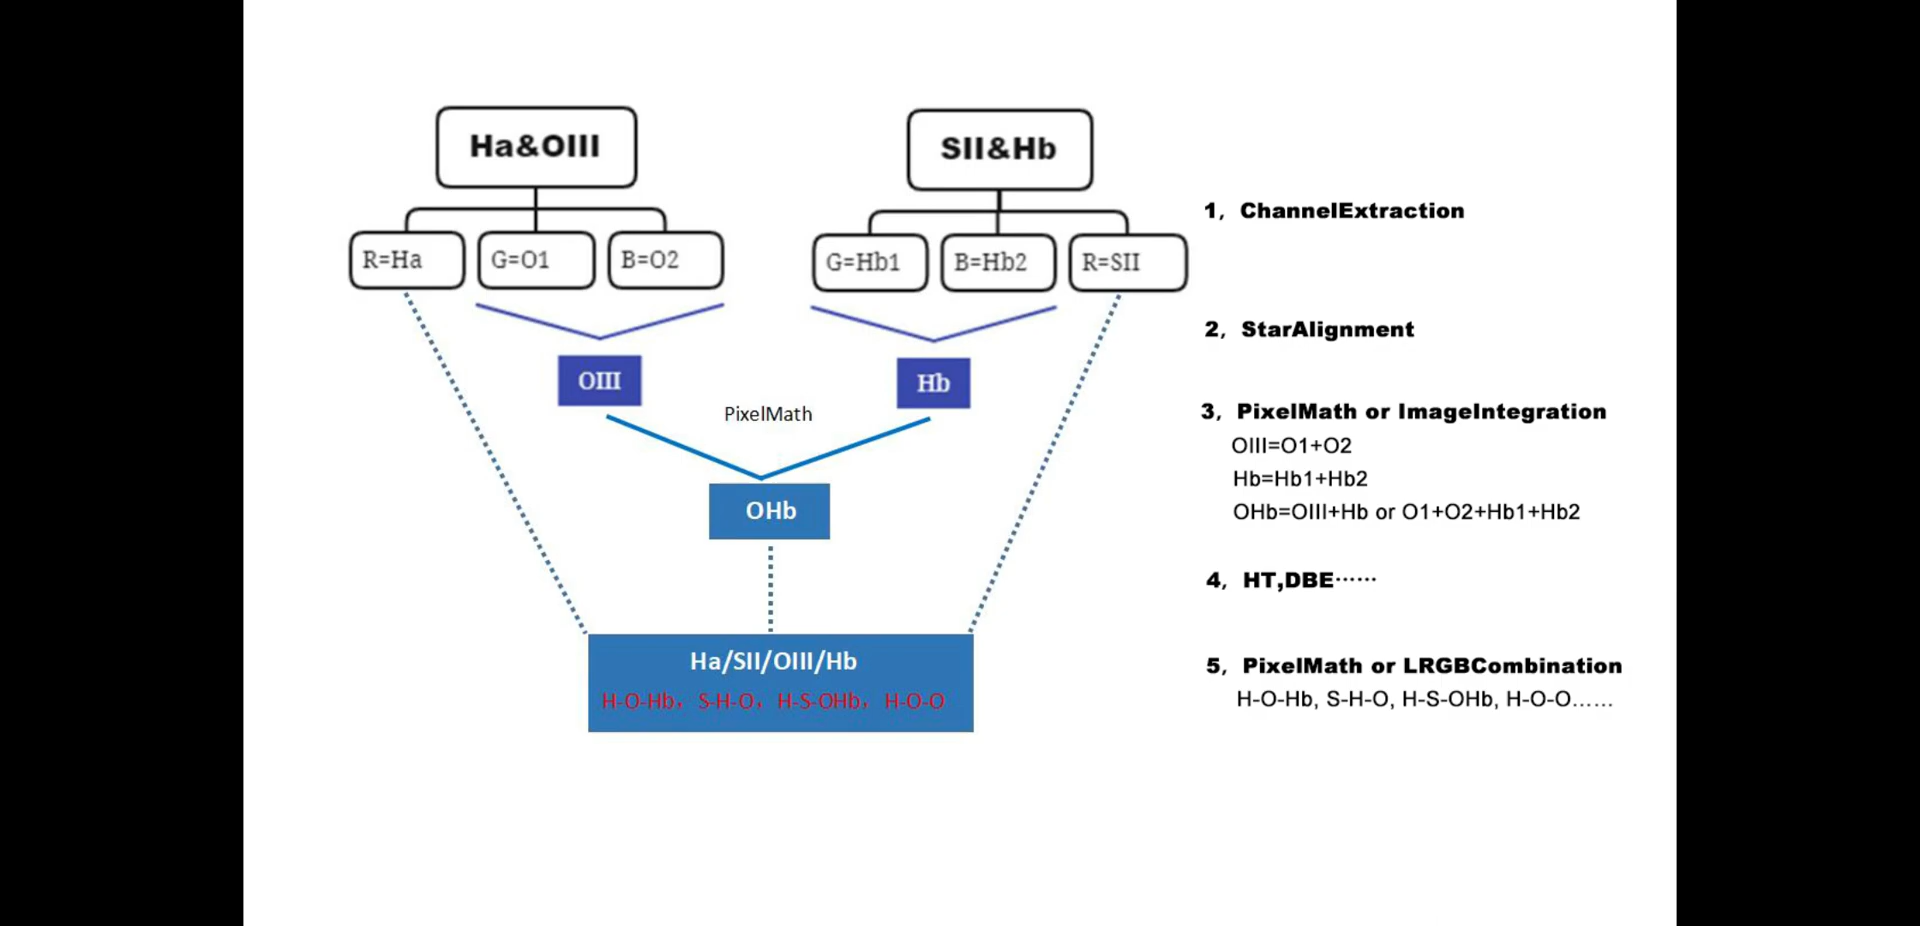 Ha&OIII
SII&Hb
R=Ha
G=O1
B=O2
G=Hb1
B=Hb2
R=SII
OIII
Hb
PixelMath
OHb
Ha/SII/OIII/Hb
H-O-Hb，S-H-O，H-S-OHb，H-O-O
1， ChannelExtraction
2， StarAlignment
3， PixelMath or ImageIntegration
OIII=O1+O2
Hb=Hb1+Hb2
OHb=OIII+Hb or O1+O2+Hb1+Hb2
4， HT,DBE……
5， PixelMath or LRGBCombination
H-O-Hb, S-H-O, H-S-OHb, H-O-O……